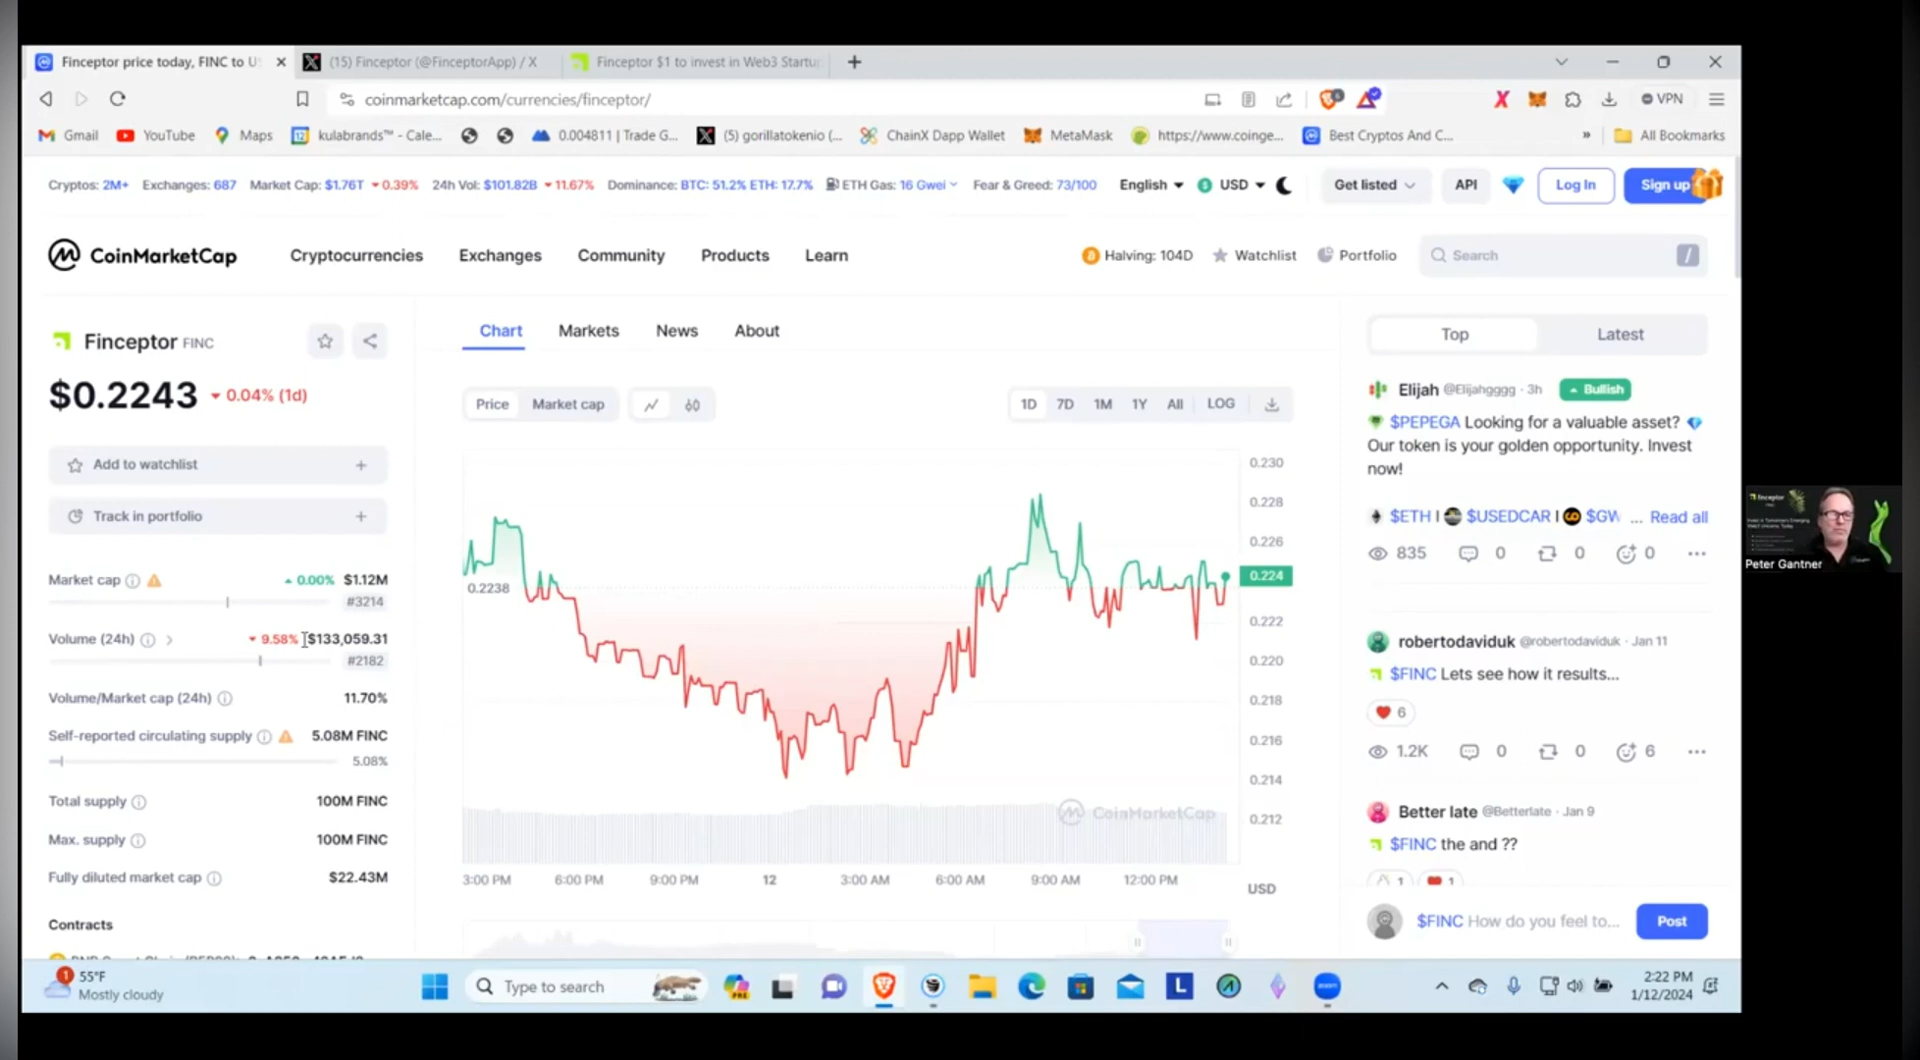 Finceptor price today, FINC to U
(15) Finceptor (@FinceptorApp) / X
Finceptor $1 to invest in Web3 Startu
coinmarketcap.com/currencies/finceptor/
VPN
Gmail
YouTube
Maps
kulabrands™ - Cale...
0.004811 | Trade G...
(5) gorillatokenio (...
ChainX Dapp Wallet
MetaMask
https://www.coinge...
Best Cryptos And C...
»
All Bookmarks
Cryptos: 2M+ Exchanges: 687 Market Cap: $1.76T 0.39% 24h Vol: $101.82B 11.67% Dominance: BTC: 51.2% ETH: 17.7% ETH Gas: 16 Gwei Fear & Greed: 73/100
English USD Get listed API Log In Sign up
CoinMarketCap
Cryptocurrencies Exchanges Community Products Learn
Halving: 104D Watchlist Portfolio Search /
Finceptor FINC
$0.2243 0.04% (1d)
Add to watchlist +
Track in portfolio +
Market cap 0.00% $1.12M
#3214
Volume (24h) 9.58% $133,059.31
#2182
Volume/Market cap (24h) 11.70%
Self-reported circulating supply 5.08M FINC
5.08%
Total supply 100M FINC
Max. supply 100M FINC
Fully diluted market cap $22.43M
Contracts
Chart Markets News About
Price Market cap
1D 7D 1M 1Y All LOG
0.230
0.228
0.226
0.224
0.222
0.220
0.218
0.216
0.214
0.212
0.2238
CoinMarketCap
3:00 PM 6:00 PM 9:00 PM 12 3:00 AM 6:00 AM 9:00 AM 12:00 PM
USD
Top Latest
Elijah @Elijahgggg · 3h Bullish
$PEPEGA Looking for a valuable asset?
Our token is your golden opportunity. Invest
now!
$ETH I $USEDCAR I $GW ... Read all
835 0 0 0
robertodaviduk @robertodaviduk · Jan 11
$FINC Lets see how it results...
6
1.2K 0 0 6
Better late @Betterlate · Jan 9
$FINC the and ??
1 1
$FINC How do you feel to...
Post
finceptor
Peter Gantner
1
55°F
Mostly cloudy
Type to search
PRE
L
zoom
2:22 PM
1/12/2024